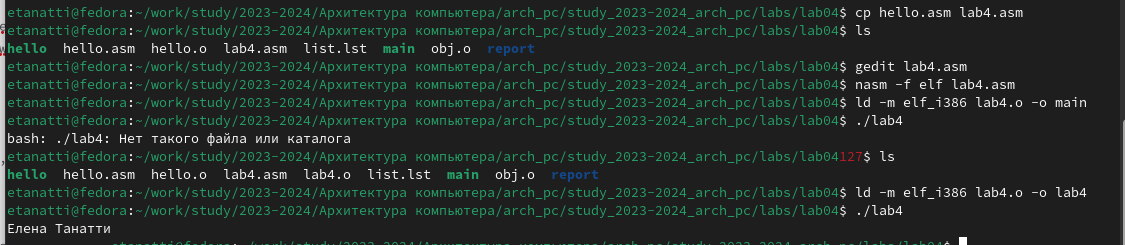 etanatti@fedora:~/work/study/2023-2024/Архитектура компьютера/arch_pc/study_2023-2024_arch_pc/labs/lab04$ cp hello.asm lab4.asm
etanatti@fedora:~/work/study/2023-2024/Архитектура компьютера/arch_pc/study_2023-2024_arch_pc/labs/lab04$ ls
hello hello.asm hello.o lab4.asm list.lst main obj.o report
etanatti@fedora:~/work/study/2023-2024/Архитектура компьютера/arch_pc/study_2023-2024_arch_pc/labs/lab04$ gedit lab4.asm
etanatti@fedora:~/work/study/2023-2024/Архитектура компьютера/arch_pc/study_2023-2024_arch_pc/labs/lab04$ nasm -f elf lab4.asm
etanatti@fedora:~/work/study/2023-2024/Архитектура компьютера/arch_pc/study_2023-2024_arch_pc/labs/lab04$ ld -m elf_i386 lab4.o -o main
etanatti@fedora:~/work/study/2023-2024/Архитектура компьютера/arch_pc/study_2023-2024_arch_pc/labs/lab04$ ./lab4
bash: ./lab4: Нет такого файла или каталога
etanatti@fedora:~/work/study/2023-2024/Архитектура компьютера/arch_pc/study_2023-2024_arch_pc/labs/lab04127$ ls
hello hello.asm hello.o lab4.asm lab4.o list.lst main obj.o report
etanatti@fedora:~/work/study/2023-2024/Архитектура компьютера/arch_pc/study_2023-2024_arch_pc/labs/lab04$ ld -m elf_i386 lab4.o -o lab4
etanatti@fedora:~/work/study/2023-2024/Архитектура компьютера/arch_pc/study_2023-2024_arch_pc/labs/lab04$ ./lab4
Елена Танатти